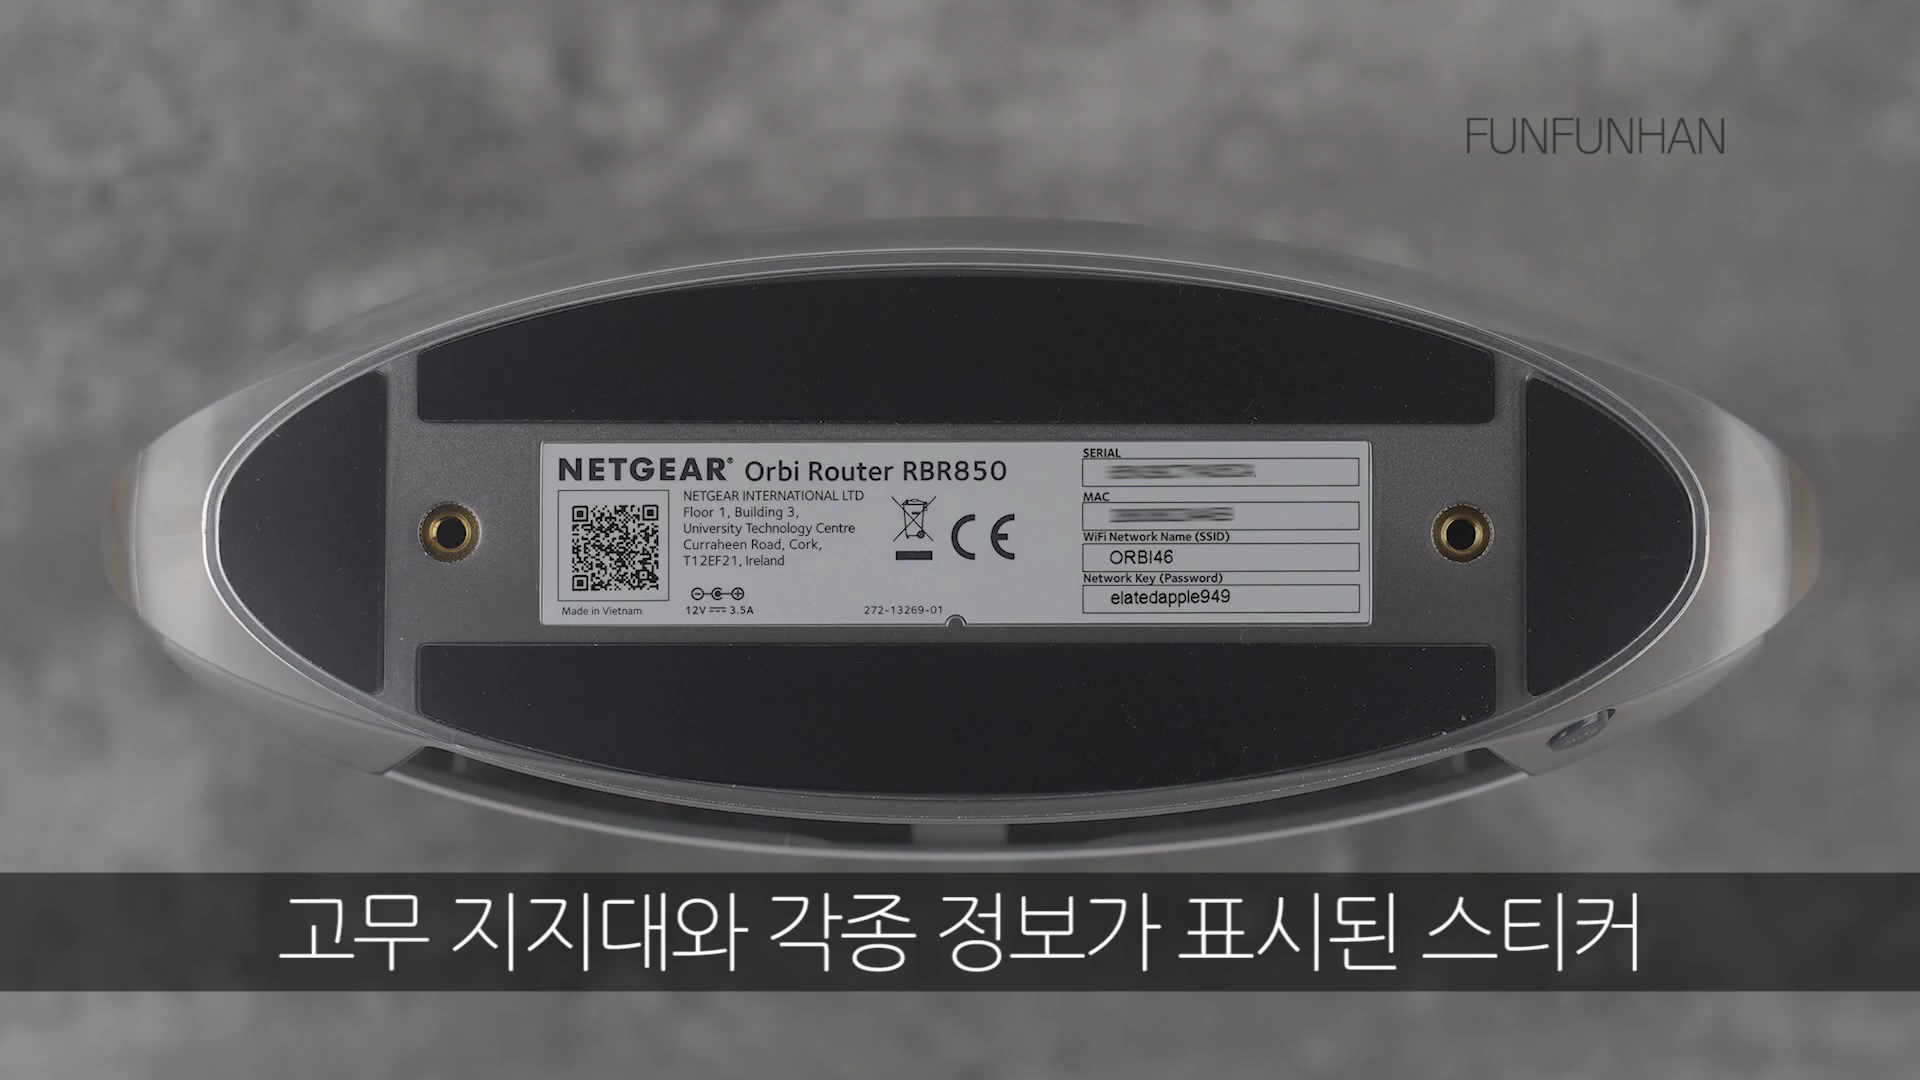 FUNFUNHAN
NETGEAR® Orbi Router RBR850
NETGEAR INTERNATIONAL LTD
Floor 1, Building 3,
University Technology Centre
Curraheen Road, Cork,
T12EF21, Ireland
CE
Made in Vietnam
12V 3.5A
272-13269-01
SERIAL
MAC
WiFi Network Name (SSID)
ORBI46
Network Key (Password)
elatedapple949
고무 지지대와 각종 정보가 표시된 스티커